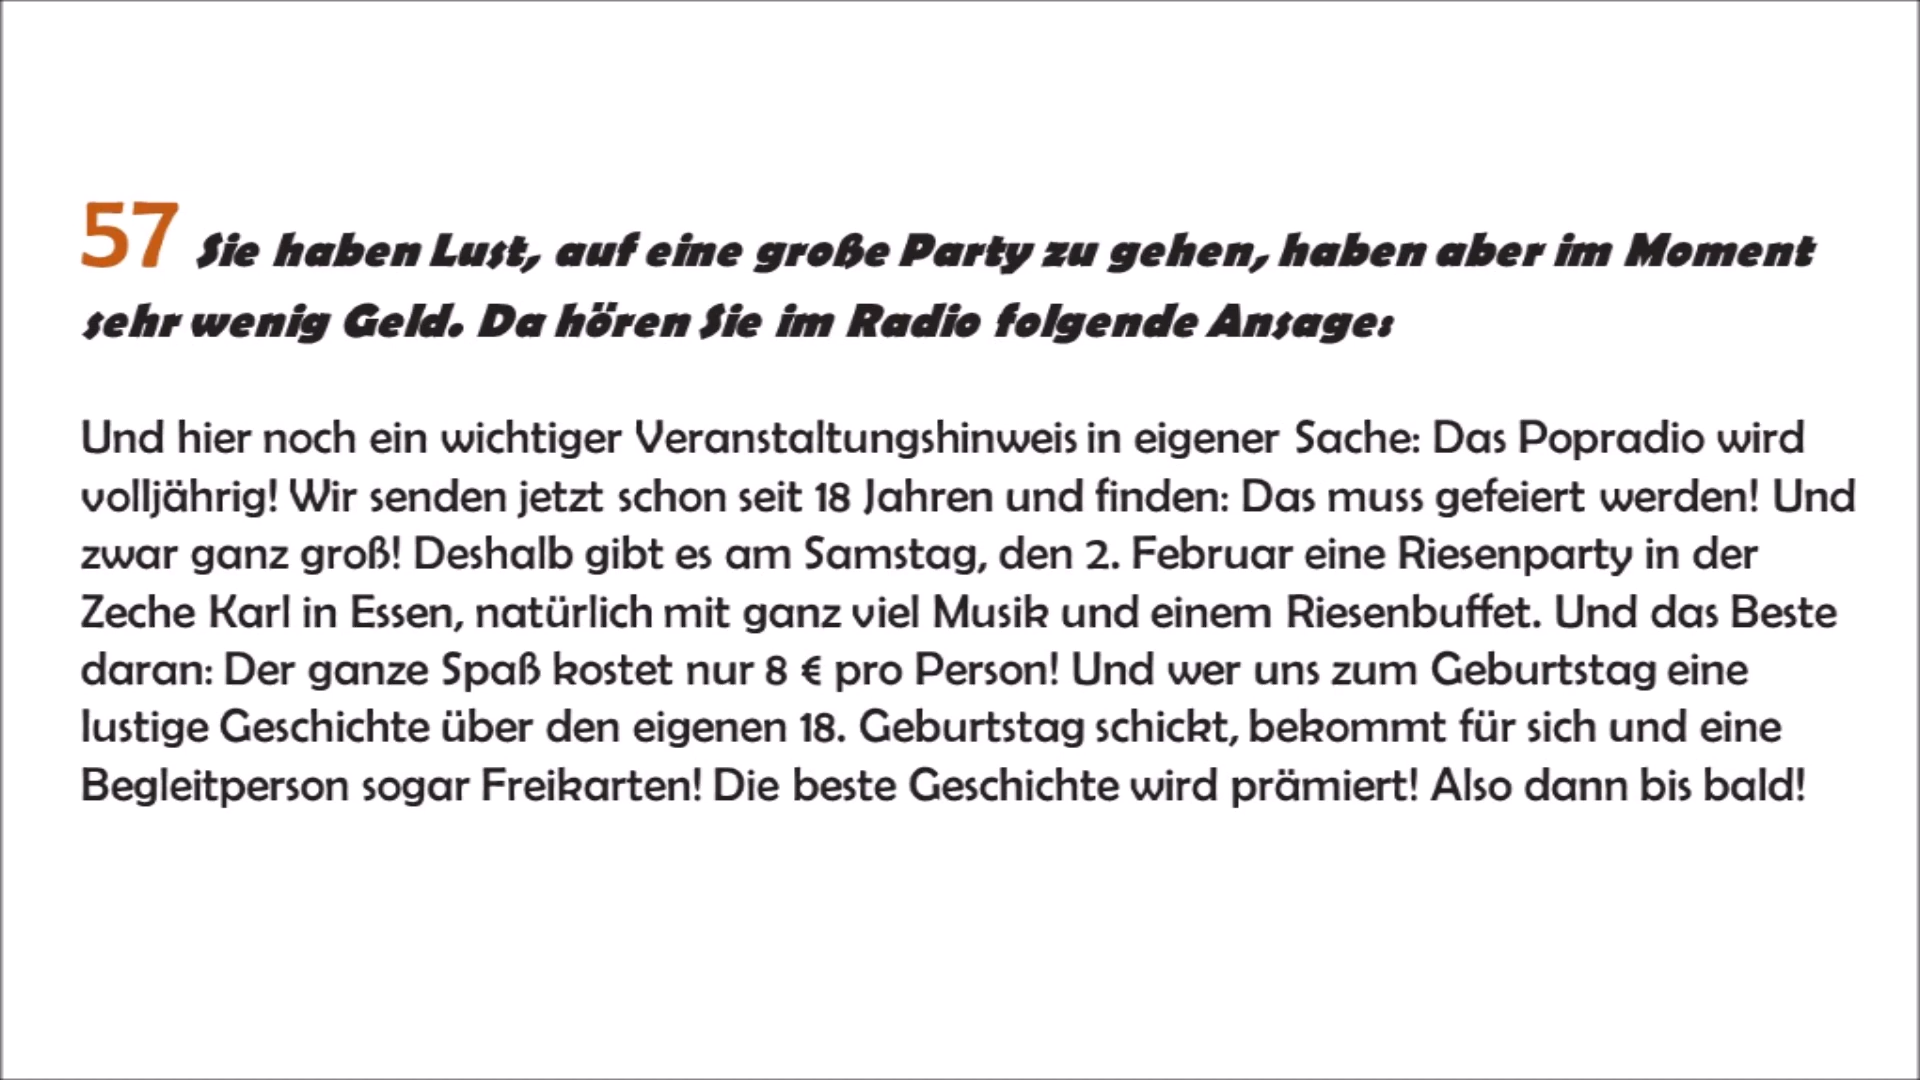 57 Sie haben Lust, auf eine große Party zu gehen, haben aber im Moment
sehr wenig Geld. Da hören Sie im Radio folgende Ansage:
Und hier noch ein wichtiger Veranstaltungshinweis in eigener Sache: Das Popradio wird
volljährig! Wir senden jetzt schon seit 18 Jahren und finden: Das muss gefeiert werden! Und
zwar ganz groß! Deshalb gibt es am Samstag, den 2. Februar eine Riesenparty in der
Zeche Karl in Essen, natürlich mit ganz viel Musik und einem Riesenbuffet. Und das Beste
daran: Der ganze Spaß kostet nur 8 € pro Person! Und wer uns zum Geburtstag eine
lustige Geschichte über den eigenen 18. Geburtstag schickt, bekommt für sich und eine
Begleitperson sogar Freikarten! Die beste Geschichte wird prämiert! Also dann bis bald!